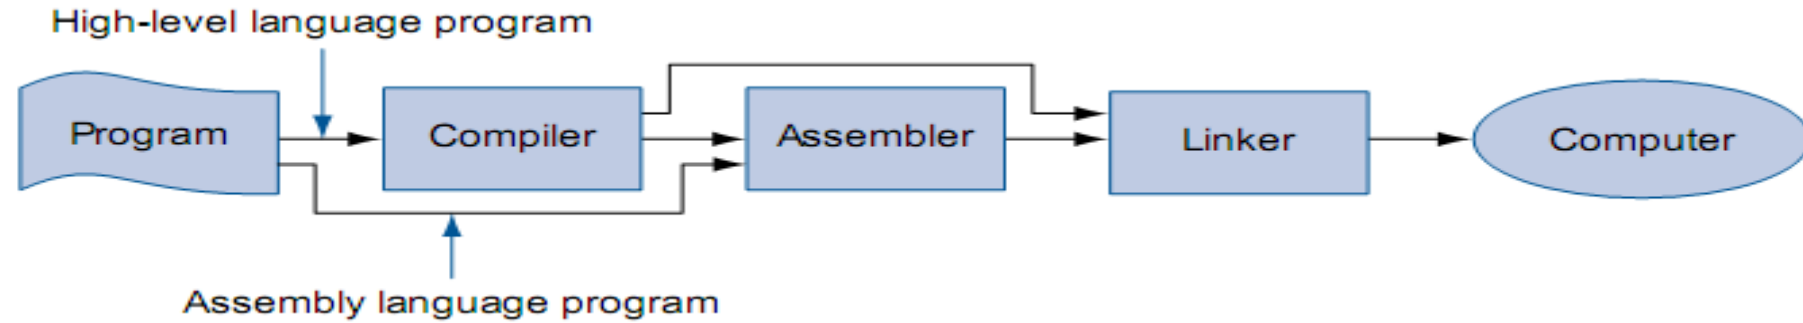 High-level language program
Program
Compiler
Assembler
Linker
Computer
Assembly language program